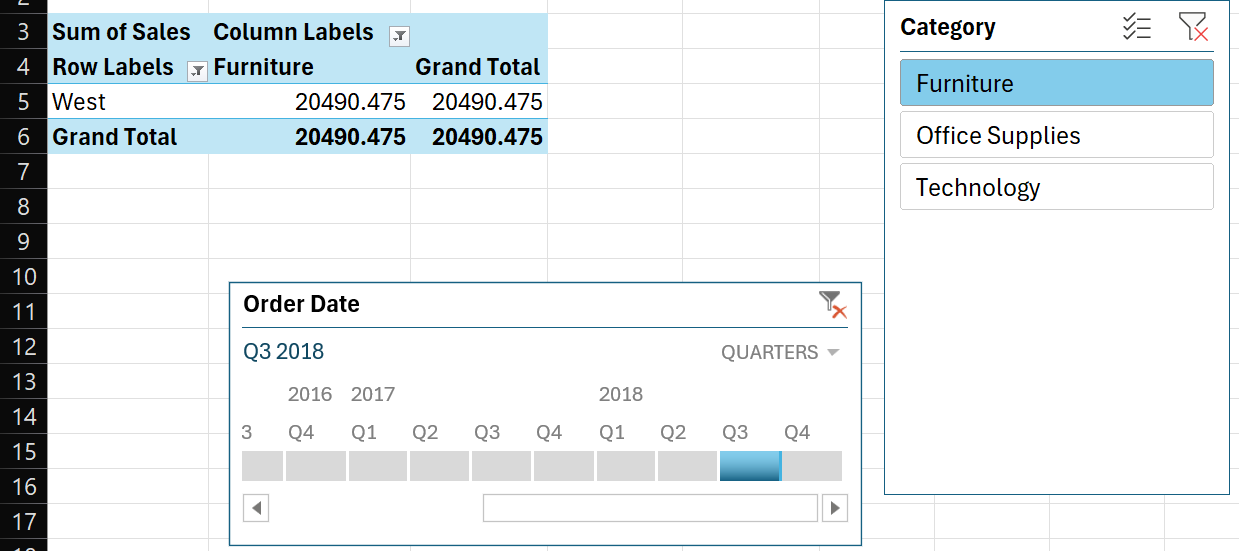 2
3 Sum of Sales Column Labels
4 Row Labels Furniture Grand Total
5 West 20490.475 20490.475
6 Grand Total 20490.475 20490.475
7
8
9
10
11
12
13
14
15
16
17
18
Order Date
Q3 2018 QUARTERS
2016 2017 2018
3 Q4 Q1 Q2 Q3 Q4 Q1 Q2 Q3 Q4
Category
Furniture
Office Supplies
Technology